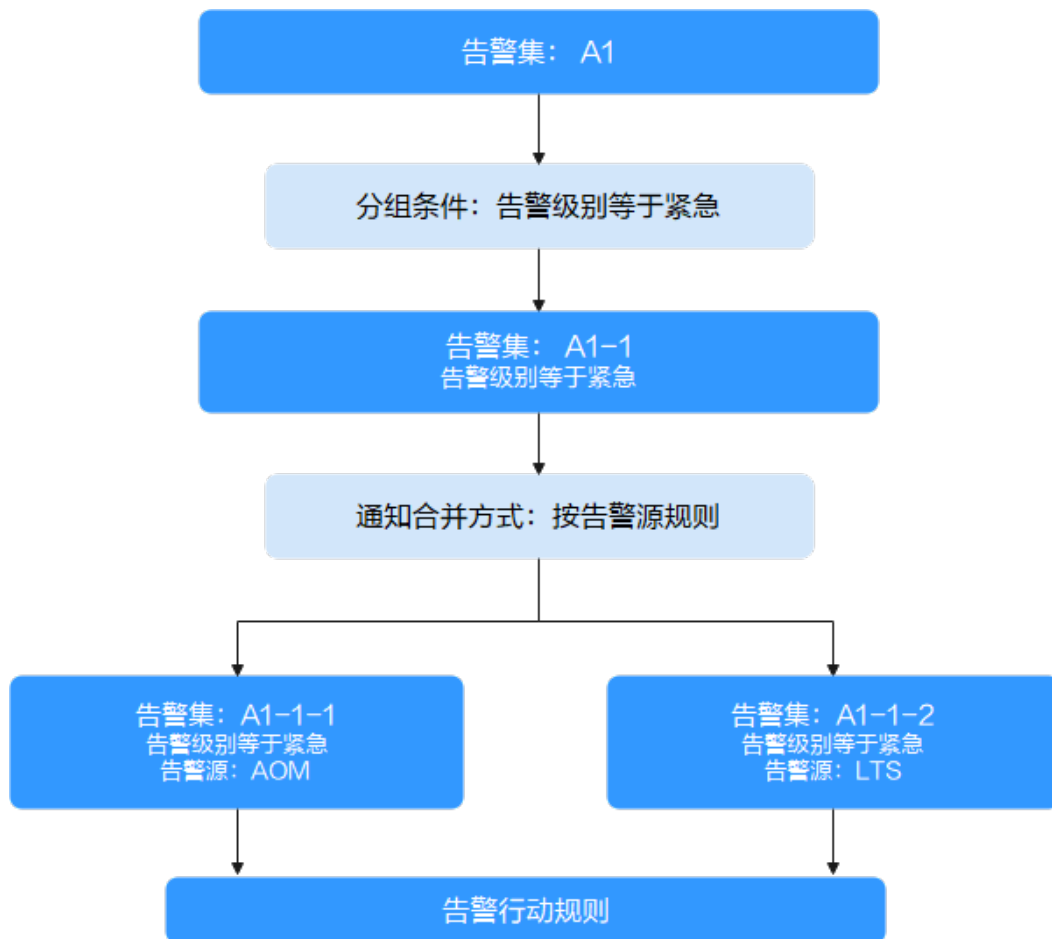 告警集： A1
分组条件：告警级别等于紧急
告警集： A1-1
告警级别等于紧急
通知合并方式：按告警源规则
告警集：A1-1-1
告警级别等于紧急
告警源：AOM
告警集：A1-1-2
告警级别等于紧急
告警源：LTS
告警行动规则